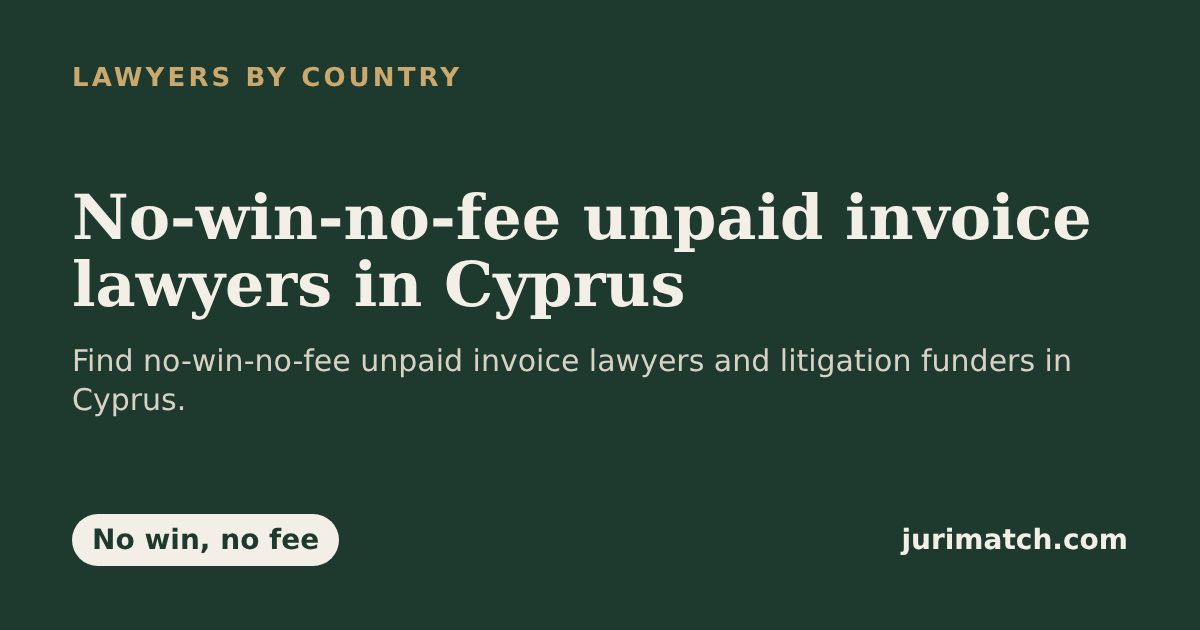 LAWYERS BY COUNTRY
No-win-no-fee unpaid invoice
lawyers in Cyprus
Find no-win-no-fee unpaid invoice lawyers and litigation funders in
Cyprus.
No win, no fee
jurimatch.com